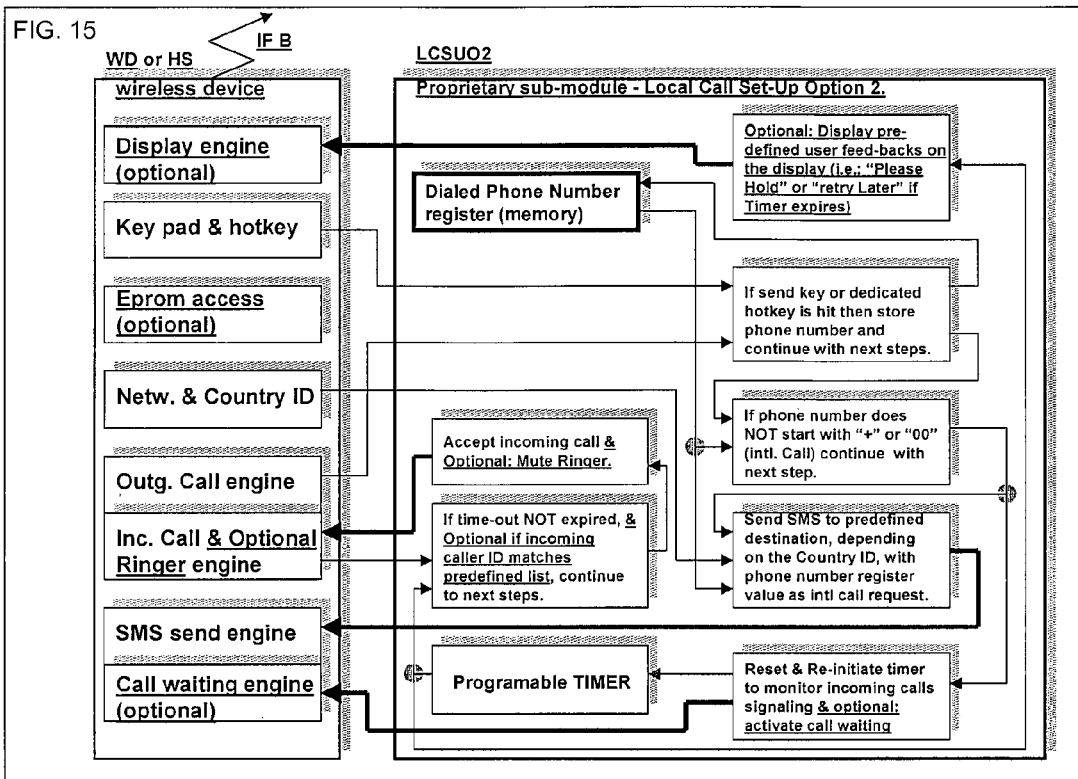 FIG. 15
IF B
WD or HS
wireless device
Display engine
(optional)
Key pad & hotkey
Eprom access
(optional)
Netw. & Country ID
Outg. Call engine
Inc. Call & Optional
Ringer engine
SMS send engine
Call waiting engine
(optional)
LCSUO2
Proprietary sub-module - Local Call Set-Up Option 2.
Dialed Phone Number
register (memory)
Optional: Display pre-
defined user feed-backs on
the display (i.e.: "Please
Hold" or "retry Later" if
Timer expires)
If send key or dedicated
hotkey is hit then store
phone number and
continue with next steps.
If phone number does
NOT start with "+" or "00"
(intl. Call) continue with
next step.
Accept incoming call &
Optional: Mute Ringer.
If time-out NOT expired, &
Optional if incoming
caller ID matches
predefined list, continue
to next steps.
Send SMS to predefined
destination, depending
on the Country ID, with
phone number register
value as intl call request.
Programable TIMER
Reset & Re-initiate timer
to monitor incoming calls
signaling & optional:
activate call waiting